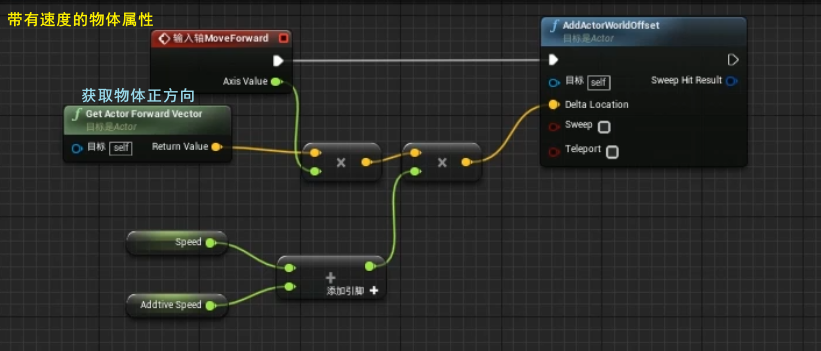 带有速度的物体属性
输入轴MoveForward
Axis Value
获取物体正方向
Get Actor Forward Vector
目标是Actor
目标 self
Return Value
Speed
Addtive Speed
添加引脚
AddActorWorldOffset
目标是Actor
目标 self
Sweep Hit Result
Delta Location
Sweep
Teleport